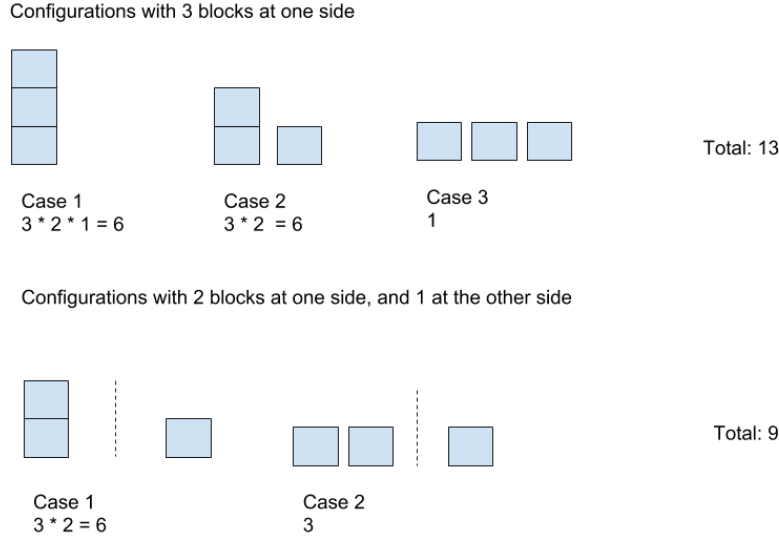 Configurations with 3 blocks at one side
Total: 13
Case 1
3 * 2 * 1 = 6
Case 2
3 * 2  = 6
Case 3
1
Configurations with 2 blocks at one side, and 1 at the other side
Total: 9
Case 1
3 * 2 = 6
Case 2
3